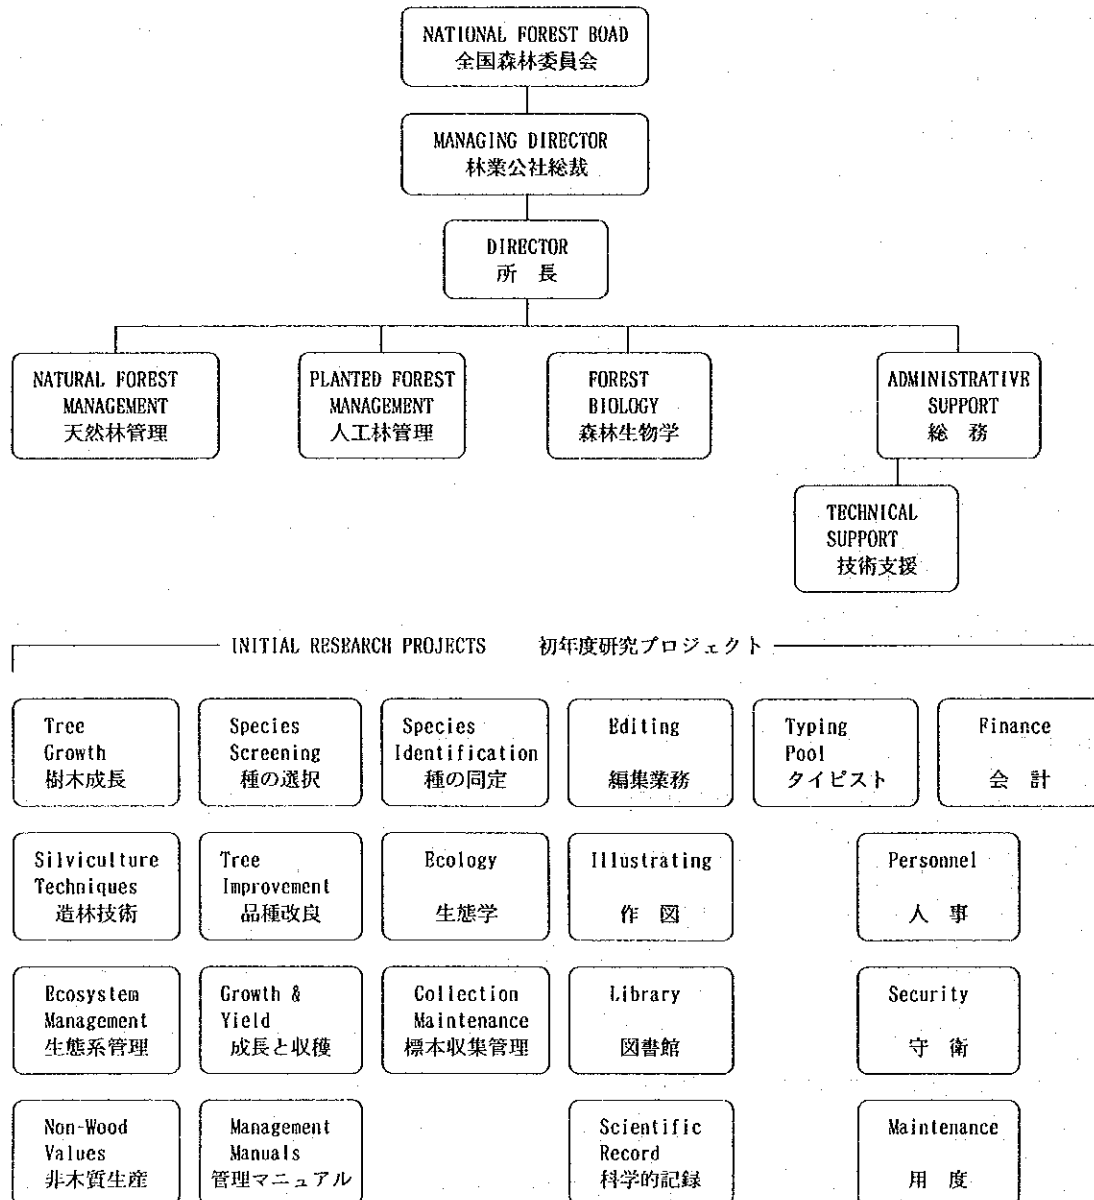 NATIONAL FOREST BOAD
全国森林委員会
MANAGING DIRECTOR
林業公社総裁
DIRECTOR
所 長
NATURAL FOREST
MANAGEMENT
天然林管理
PLANTED FOREST
MANAGEMENT
人工林管理
FOREST
BIOLOGY
森林生物学
ADMINISTRATIVE
SUPPORT
総 務
TECHNICAL
SUPPORT
技術支援
INITIAL RESEARCH PROJECTS 初年度研究プロジェクト
Tree
Growth
樹木成長
Species
Screening
種の選択
Species
Identification
種の同定
Editing
編集業務
Typing
Pool
タイピスト
Finance
会 計
Silviculture
Techniques
造林技術
Tree
Improvement
品種改良
Ecology
生態学
Illustrating
作 図
Personnel
人 事
Ecosystem
Management
生態系管理
Growth &
Yield
成長と収穫
Collection
Maintenance
標本収集管理
Library
図書館
Security
守 衛
Non-Wood
Values
非木質生産
Management
Manuals
管理マニュアル
Scientific
Record
科学的記録
Maintenance
用 度